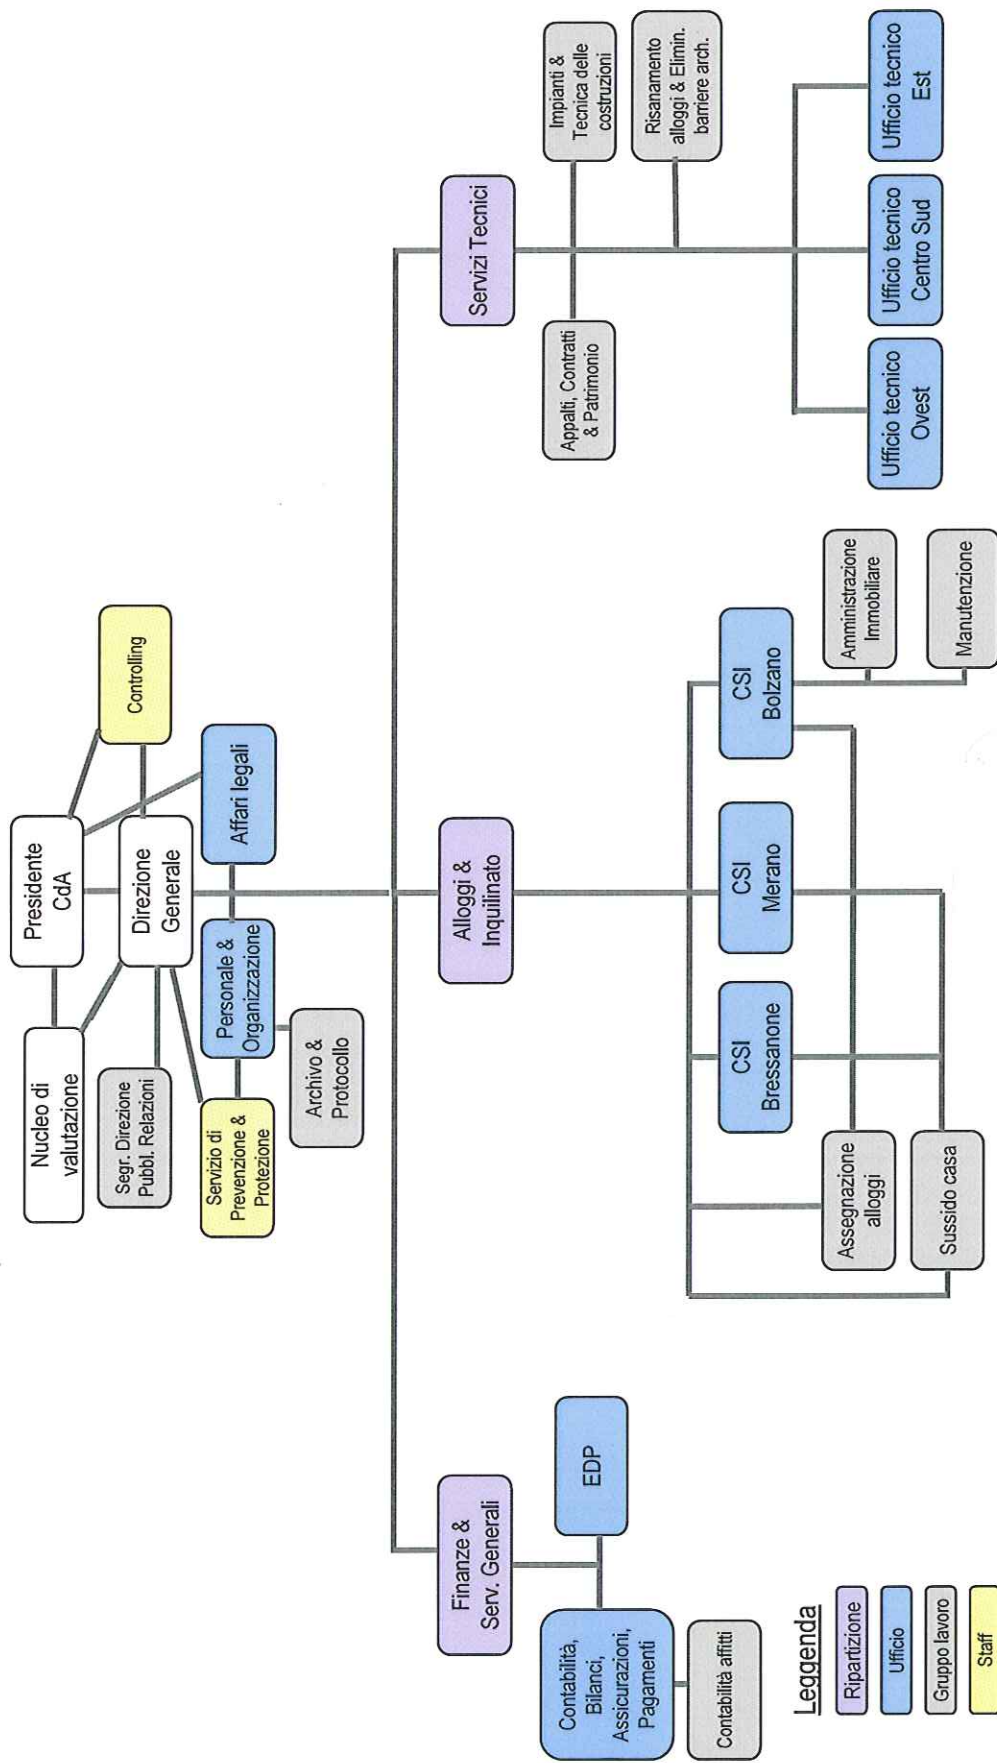 Presidente
CdA
Nucleo di
valutazione
Direzione
Generale
Controlling
Segr. Direzione
Pubbl. Relazioni
Servizio di
Prevenzione &
Protezione
Personale &
Organizzazione
Affari legali
Archivo &
Protocollo
Finanze &
Serv. Generali
Alloggi &
Inquilinato
Servizi Tecnici
Contabilità,
Bilanci,
Assicurazioni,
Pagamenti
EDP
Contabilità affitti
CSI
Bressanone
CSI
Merano
CSI
Bolzano
Assegnazione
alloggi
Sussido casa
Amministrazione
Immobiliare
Manutenzione
Appalti, Contratti
& Patrimonio
Impianti &
Tecnica delle
costruzioni
Risanamento
alloggi & Elimin.
barriere arch.
Ufficio tecnico
Ovest
Ufficio tecnico
Centro Sud
Ufficio tecnico
Est
Leggenda
Ripartizione
Ufficio
Gruppo lavoro
Staff